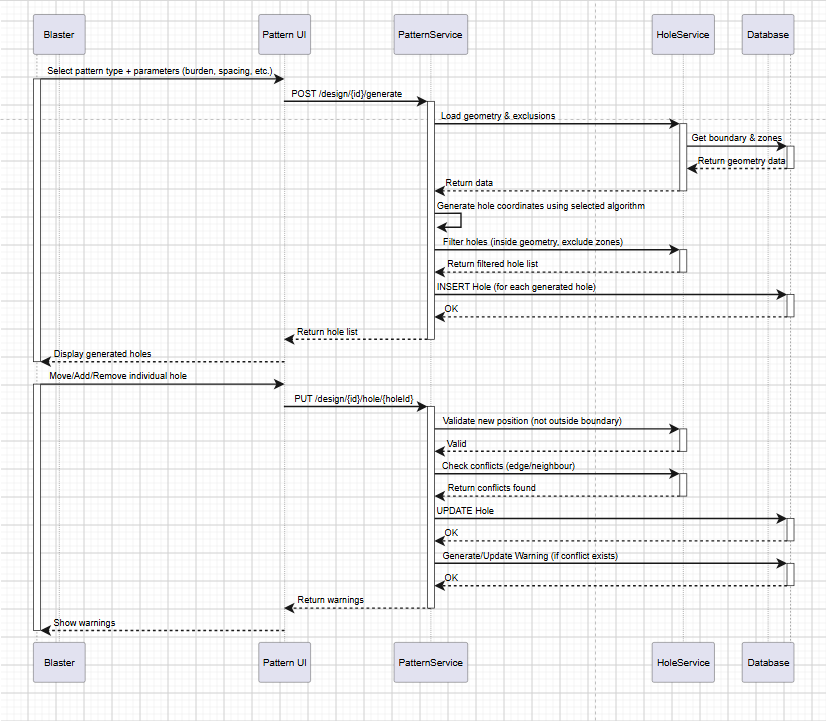 Blaster
Pattern UI
PatternService
HoleService
Database
Select pattern type + parameters (burden, spacing, etc.)
POST /design/{id}/generate
Load geometry & exclusions
Get boundary & zones
Return geometry data
Return data
Generate hole coordinates using selected algorithm
Filter holes (inside geometry, exclude zones)
Return filtered hole list
INSERT Hole (for each generated hole)
OK
Return hole list
Display generated holes
Move/Add/Remove individual hole
PUT /design/{id}/hole/{holeId}
Validate new position (not outside boundary)
Valid
Check conflicts (edge/neighbour)
Return conflicts found
UPDATE Hole
OK
Generate/Update Warning (if conflict exists)
OK
Return warnings
Show warnings
Blaster
Pattern UI
PatternService
HoleService
Database